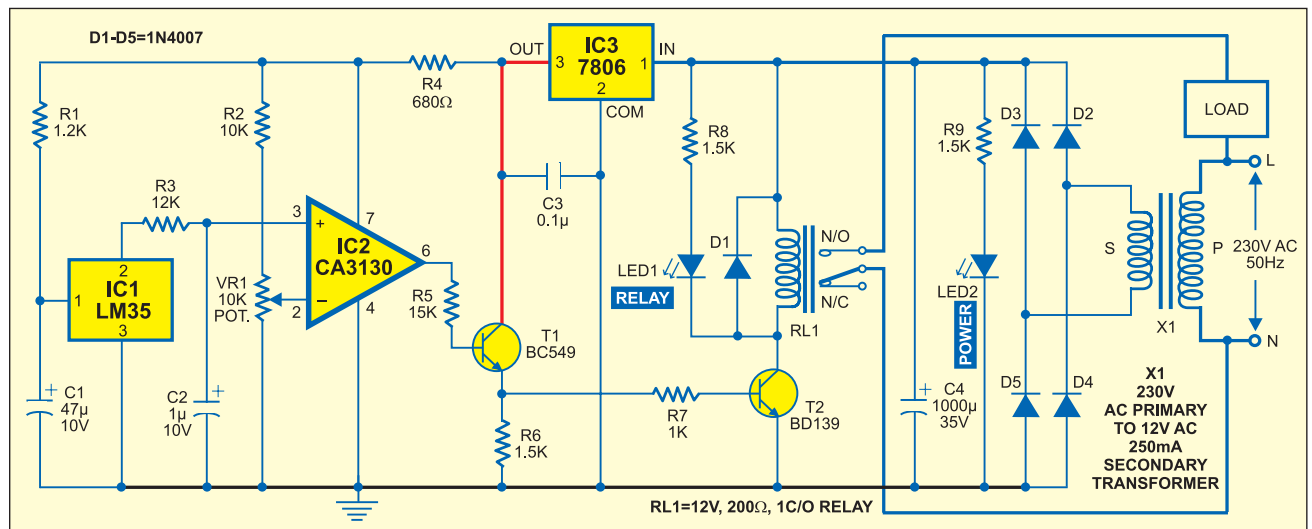 D1-D5=1N4007
OUT
IC3
7806
IN
3
1
2
COM
R4
680Ω
R1
1.2K
R2
10K
R3
12K
R8
1.5K
R9
1.5K
D3
D2
LOAD
L
C3
0.1µ
3
+
7
IC2
CA3130
6
−
2
4
2
IC1
LM35
1
3
VR1
10K
POT.
R5
15K
T1
BC549
LED1
RELAY
D1
N/O
N/C
RL1
LED2
POWER
S
P
230V AC
50Hz
X1
N
C1
47µ
10V
+
C2
1µ
10V
+
R6
1.5K
R7
1K
T2
BD139
+
C4
1000µ
35V
D5
D4
X1
230V
AC PRIMARY
TO 12V AC
250mA
SECONDARY
TRANSFORMER
RL1=12V, 200Ω, 1C/O RELAY